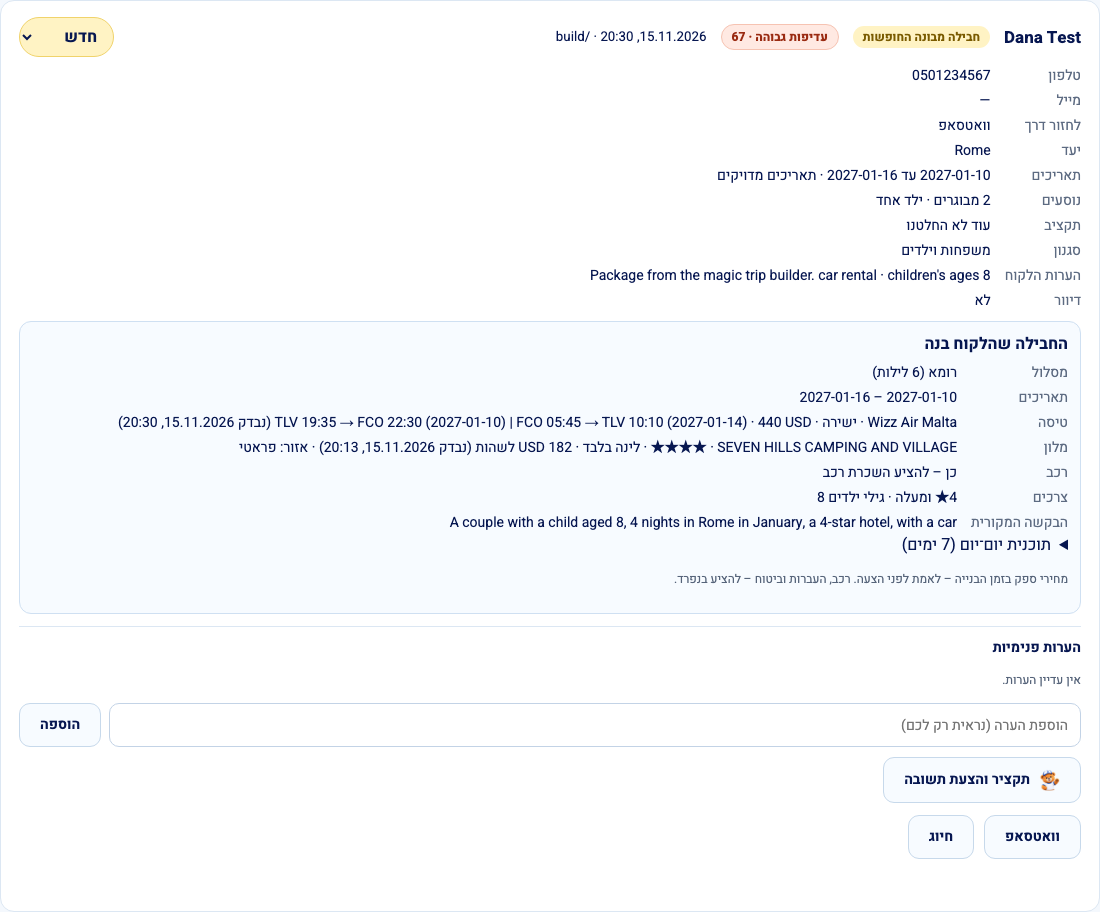 Dana Test חבילה מבונה החופשות עדיפות גבוהה · 67 15.11.2026, 20:30 · /build חדש
טלפון 0501234567
מייל –
לחזור דרך וואטסאפ
יעד Rome
תאריכים 2027-01-10 עד 2027-01-16 · תאריכים מדויקים
נוסעים 2 מבוגרים · ילד אחד
תקציב עוד לא החלטנו
סגנון משפחות וילדים
הערות הלקוח Package from the magic trip builder. car rental · children's ages 8
דיוור לא
החבילה שהלקוח בנה
מסלול רומא (6 לילות)
תאריכים 2027-01-10 – 2027-01-16
טיסה Wizz Air Malta · ישירה · TLV 19:35 → FCO 22:30 (2027-01-10) | FCO 05:45 → TLV 10:10 (2027-01-14) · 440 USD (נבדק 15.11.2026, 20:30)
מלון SEVEN HILLS CAMPING AND VILLAGE · ★★★★ · לינה בלבד · 182 USD לשהות (נבדק 15.11.2026, 20:13) · אזור: פראטי
רכב כן – להציע השכרת רכב
צרכים 4★ ומעלה · גילי ילדים 8
הבקשה המקורית A couple with a child aged 8, 4 nights in Rome in January, a 4-star hotel, with a car
◀ תוכנית יום־יום (7 ימים)
מחירי ספק בזמן הבנייה – לאמת לפני הצעה. רכב, העברות וביטוח – להציע בנפרד.
הערות פנימיות
אין עדיין הערות.
הוספת הערה (נראית רק לכם) הוספה
תקציר והצעת תשובה
וואטסאפ חיוג